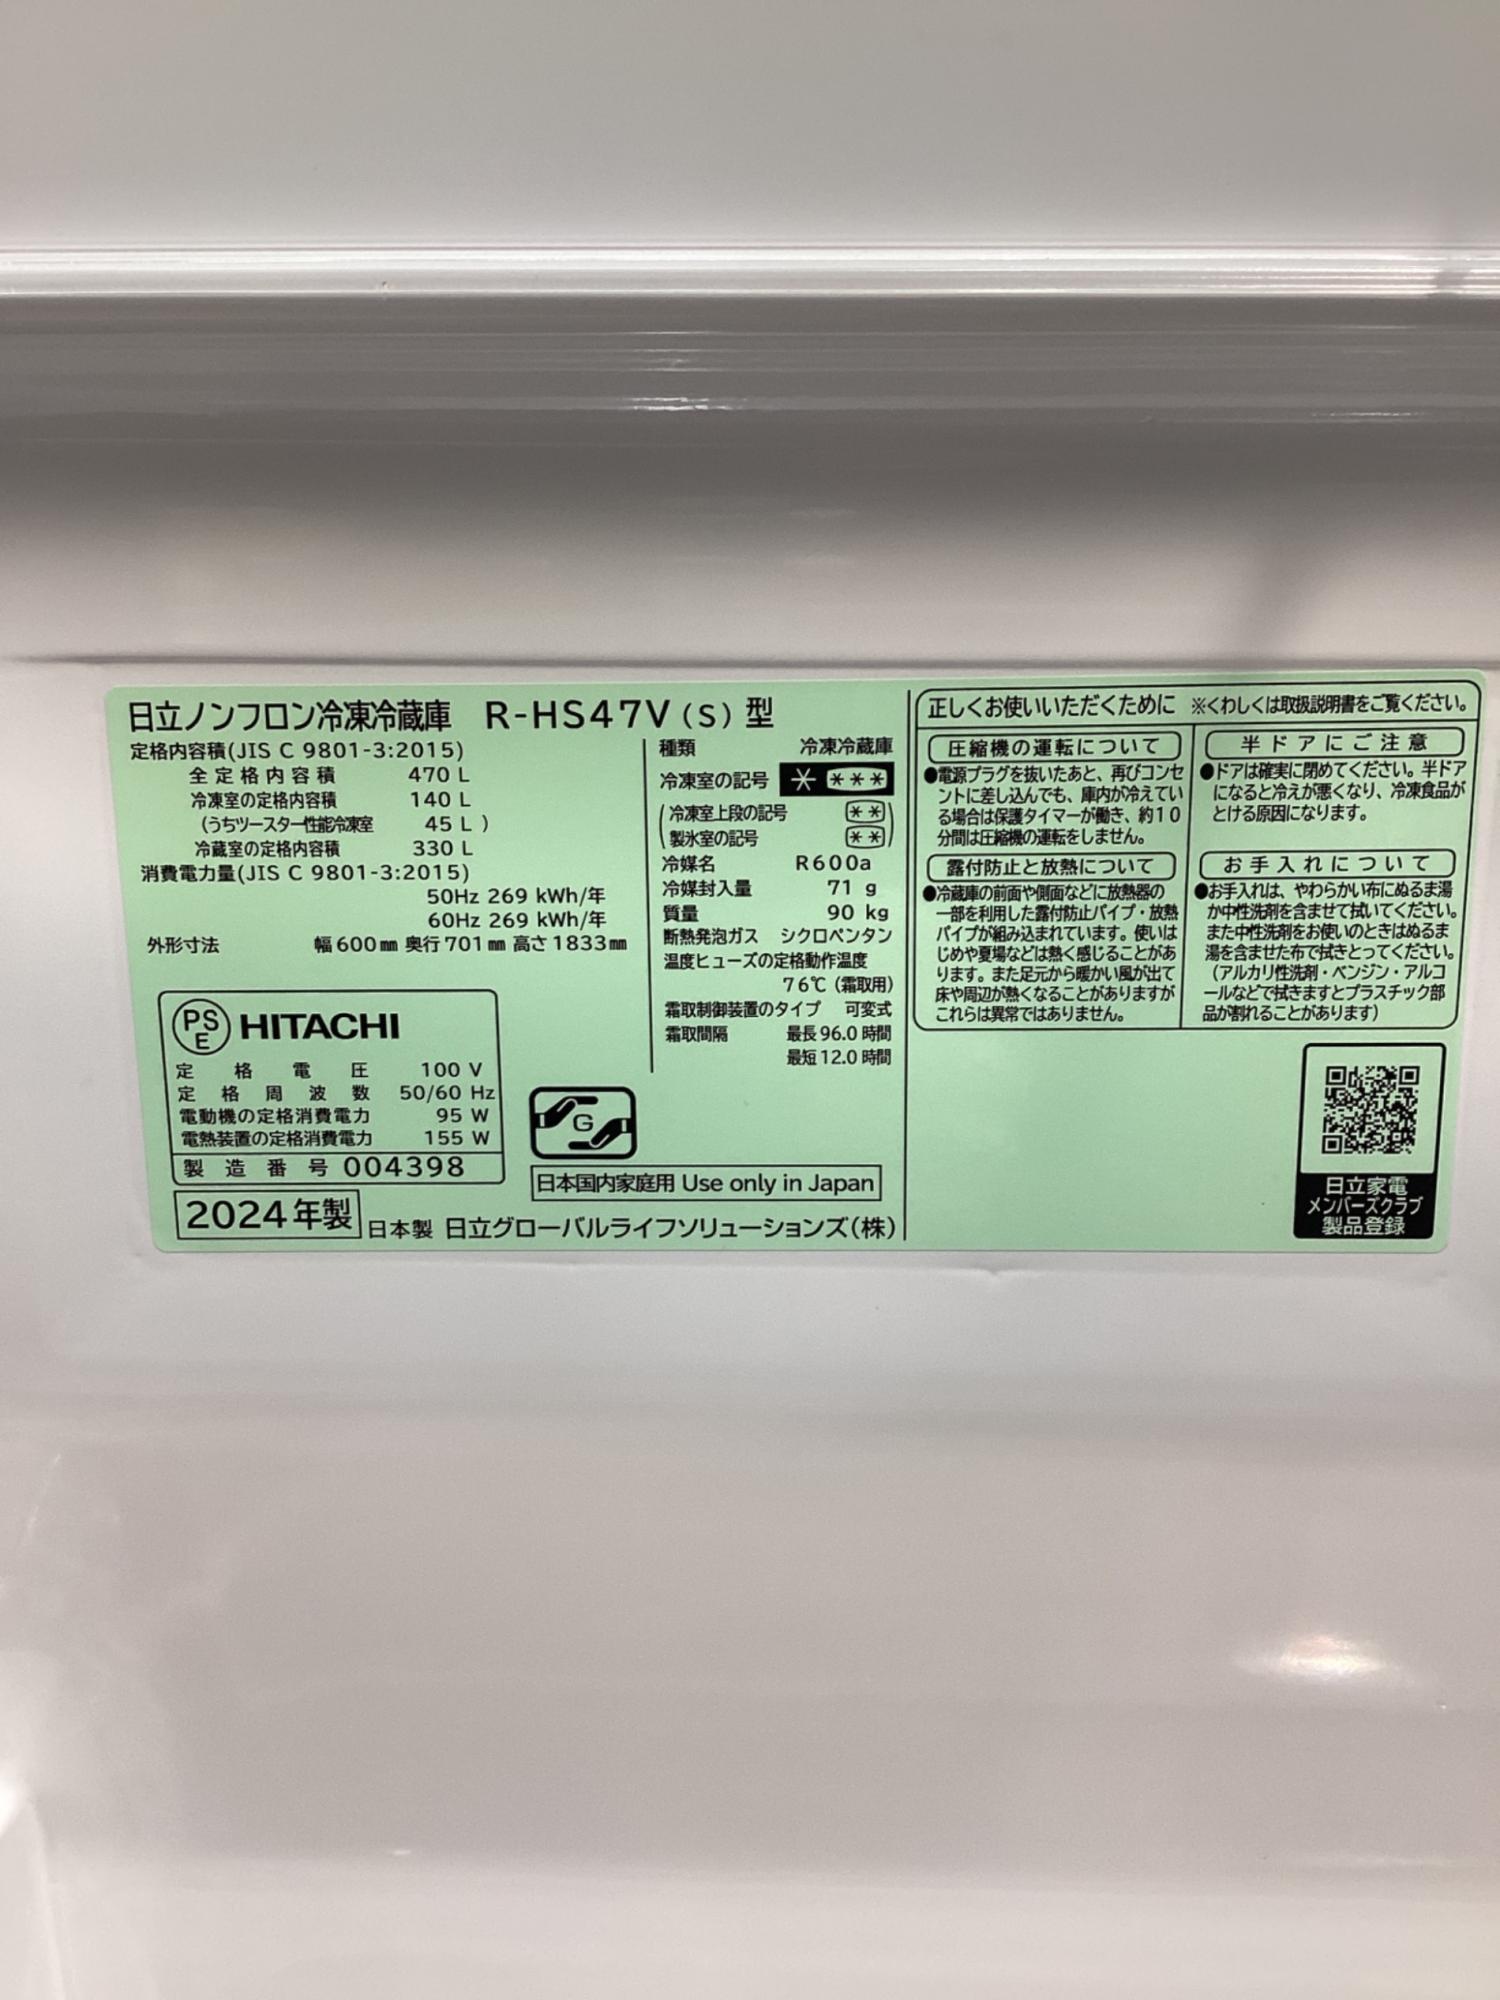 日立ノンフロン冷凍冷蔵庫 R-HS47V(S)型
定格内容積(JIS C 9801-3:2015)
全定格内容積 470 L
冷凍室の定格内容積 140 L
(うちツースター性能冷凍室 45 L )
冷蔵室の定格内容積 330 L
消費電力量(JIS C 9801-3:2015)
50Hz 269 kWh/年
60Hz 269 kWh/年
外形寸法 幅600㎜ 奥行701㎜ 高さ1833㎜
PS
E
HITACHI
定格電圧 100 V
定格周波数 50/60 Hz
電動機の定格消費電力 95 W
電熱装置の定格消費電力 155 W
製造番号 004398
2024年製
日本製 日立グローバルライフソリューションズ(株)
種類 冷凍冷蔵庫
冷凍室の記号 * ***
(冷凍室上段の記号 **
製氷室の記号 **)
冷媒名 R600a
冷媒封入量 71 g
質量 90 kg
断熱発泡ガス シクロペンタン
温度ヒューズの定格動作温度
76℃(霜取用)
霜取制御装置のタイプ 可変式
霜取間隔 最長96.0時間
最短12.0時間
G
日本国内家庭用 Use only in Japan
正しくお使いいただくために ※くわしくは取扱説明書をご覧ください。
圧縮機の運転について
●電源プラグを抜いたあと、再びコンセ
ントに差し込んでも、庫内が冷えてい
る場合は保護タイマーが働き、約10
分間は圧縮機の運転をしません。
露付防止と放熱について
●冷蔵庫の前面や側面などに放熱器の
一部を利用した露付防止パイプ・放熱
パイプが組み込まれています。使いは
じめや夏場などは熱く感じることがあ
ります。また足元から暖かい風が出て
床や周辺が熱くなることがありますが
これらは異常ではありません。
半ドアにご注意
●ドアは確実に閉めてください。半ドア
になると冷えが悪くなり、冷凍食品が
とける原因になります。
お手入れについて
●お手入れは、やわらかい布にぬるま湯
か中性洗剤を含ませて拭いてください。
また中性洗剤をお使いのときはぬるま
湯を含ませた布で拭きとってください。
(アルカリ性洗剤・ベンジン・アルコ
ールなどで拭きますとプラスチック部
品が割れることがあります)
日立家電
メンバーズクラブ
製品登録